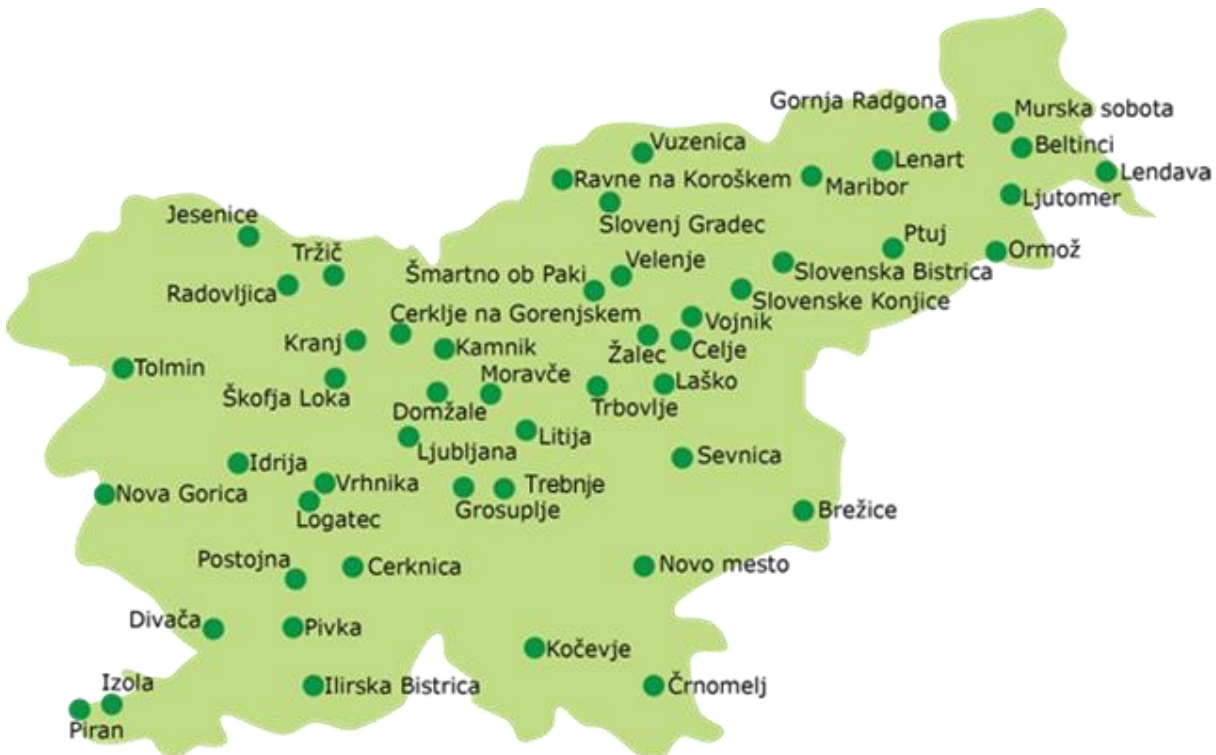 Gornja Radgona
Murska sobota
Vuzenica
Beltinci
Lenart
Lendava
Ravne na Koroškem
Maribor
Ljutomer
Jesenice
Slovenj Gradec
Ptuj
Tržič
Ormož
Velenje
Šmartno ob Paki
Slovenska Bistrica
Radovljica
Slovenske Konjice
Cerklje na Gorenjskem
Vojnik
Kranj
Kamnik
Žalec
Celje
Tolmin
Moravče
Laško
Škofja Loka
Domžale
Trbovlje
Litija
Ljubljana
Sevnica
Idrija
Vrhnika
Trebnje
Nova Gorica
Grosuplje
Brežice
Logatec
Postojna
Cerknica
Novo mesto
Divača
Pivka
Kočevje
Izola
Ilirska Bistrica
Črnomelj
Piran